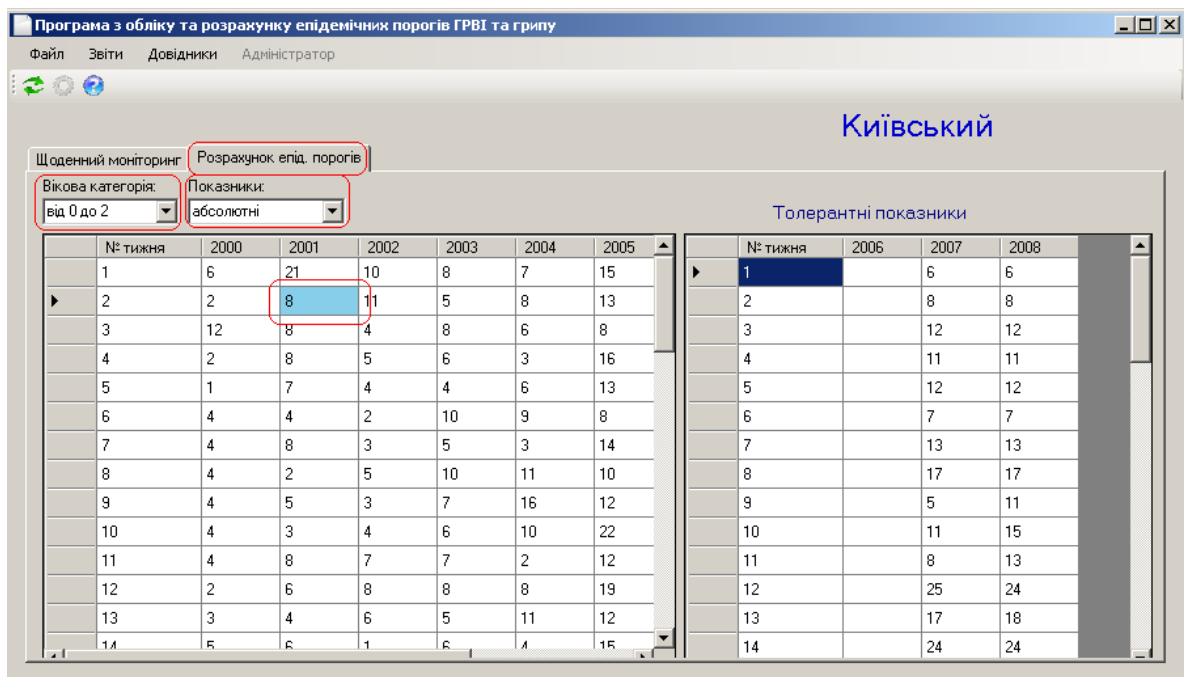 Програма з обліку та розрахунку епідемічних порогів ГРВІ та грипу
Файл Звіти Довідники Адміністратор
Київський
Щоденний моніторинг Розрахунок епід. порогів
Вікова категорія: Показники:
від 0 до 2 абсолютні
Толерантні показники
№ тижня 2000 2001 2002 2003 2004 2005 № тижня 2006 2007 2008
1 6 21 10 8 7 15 1 6 6
2 2 8 11 5 8 13 2 8 8
3 12 8 4 8 6 8 3 12 12
4 2 8 5 6 3 16 4 11 11
5 1 7 4 4 6 13 5 12 12
6 4 4 2 10 9 8 6 7 7
7 4 8 3 5 3 14 7 13 13
8 4 2 5 10 11 10 8 17 17
9 4 5 3 7 16 12 9 5 11
10 4 3 4 6 10 22 10 11 15
11 4 8 7 7 2 12 11 8 13
12 2 6 8 8 8 19 12 25 24
13 3 4 6 5 11 12 13 17 18
14 5 6 1 6 4 15 14 24 24